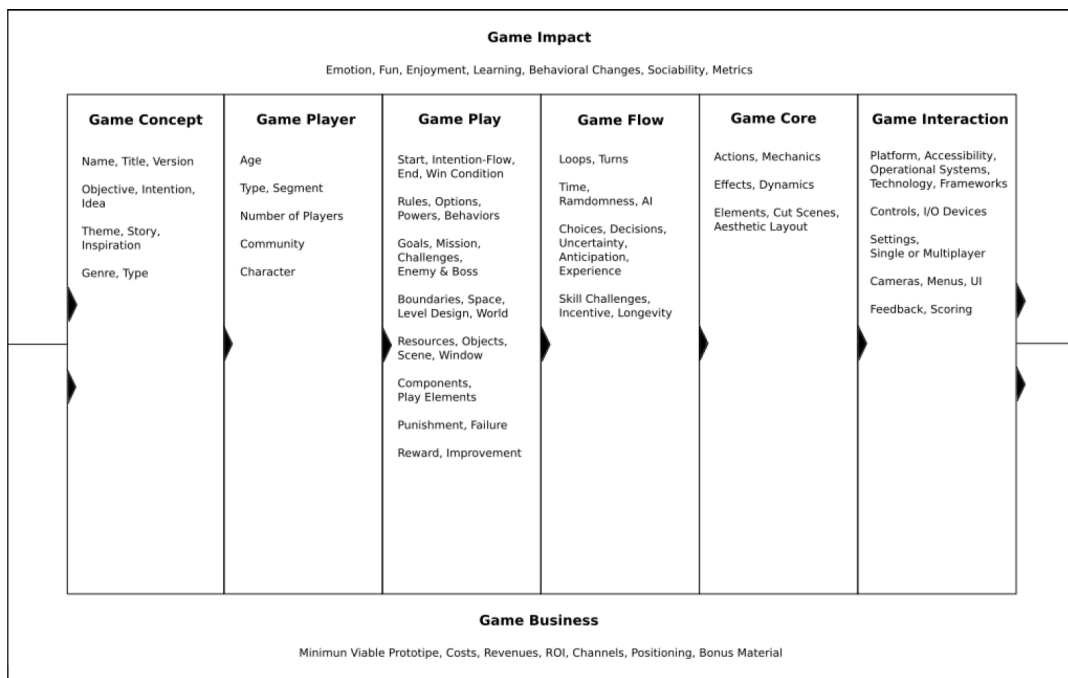 Game Impact
Emotion, Fun, Enjoyment, Learning, Behavioral Changes, Sociability, Metrics
Game Concept
Name, Title, Version
Objective, Intention,
Idea
Theme, Story,
Inspiration
Genre, Type
Game Player
Age
Type, Segment
Number of Players
Community
Character
Game Play
Start, Intention-Flow,
End, Win Condition
Rules, Options,
Powers, Behaviors
Goals, Mission,
Challenges,
Enemy & Boss
Boundaries, Space,
Level Design, World
Resources, Objects,
Scene, Window
Components,
Play Elements
Punishment, Failure
Reward, Improvement
Game Flow
Loops, Turns
Time,
Ramdomness, AI
Choices, Decisions,
Uncertainty,
Anticipation,
Experience
Skill Challenges,
Incentive, Longevity
Game Core
Actions, Mechanics
Effects, Dynamics
Elements, Cut Scenes,
Aesthetic Layout
Game Interaction
Platform, Accessibility,
Operational Systems,
Technology, Frameworks
Controls, I/O Devices
Settings,
Single or Multiplayer
Cameras, Menus, UI
Feedback, Scoring
Game Business
Minimun Viable Prototipe, Costs, Revenues, ROI, Channels, Positioning, Bonus Material